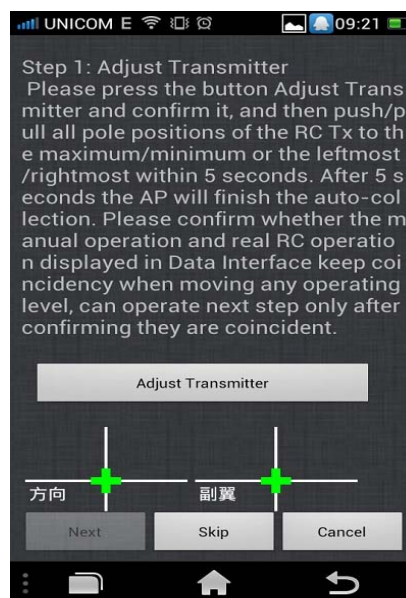 UNICOM E 09:21
Step 1: Adjust Transmitter
Please press the button Adjust Trans
mitter and confirm it, and then push/p
ull all pole positions of the RC Tx to th
e maximum/minimum or the leftmost
/rightmost within 5 seconds. After 5 s
econds the AP will finish the auto-col
lection. Please confirm whether the m
anual operation and real RC operatio
n displayed in Data Interface keep coi
ncidency when moving any operating
level, can operate next step only after
confirming they are coincident.
Adjust Transmitter
方向 副翼
Next Skip Cancel